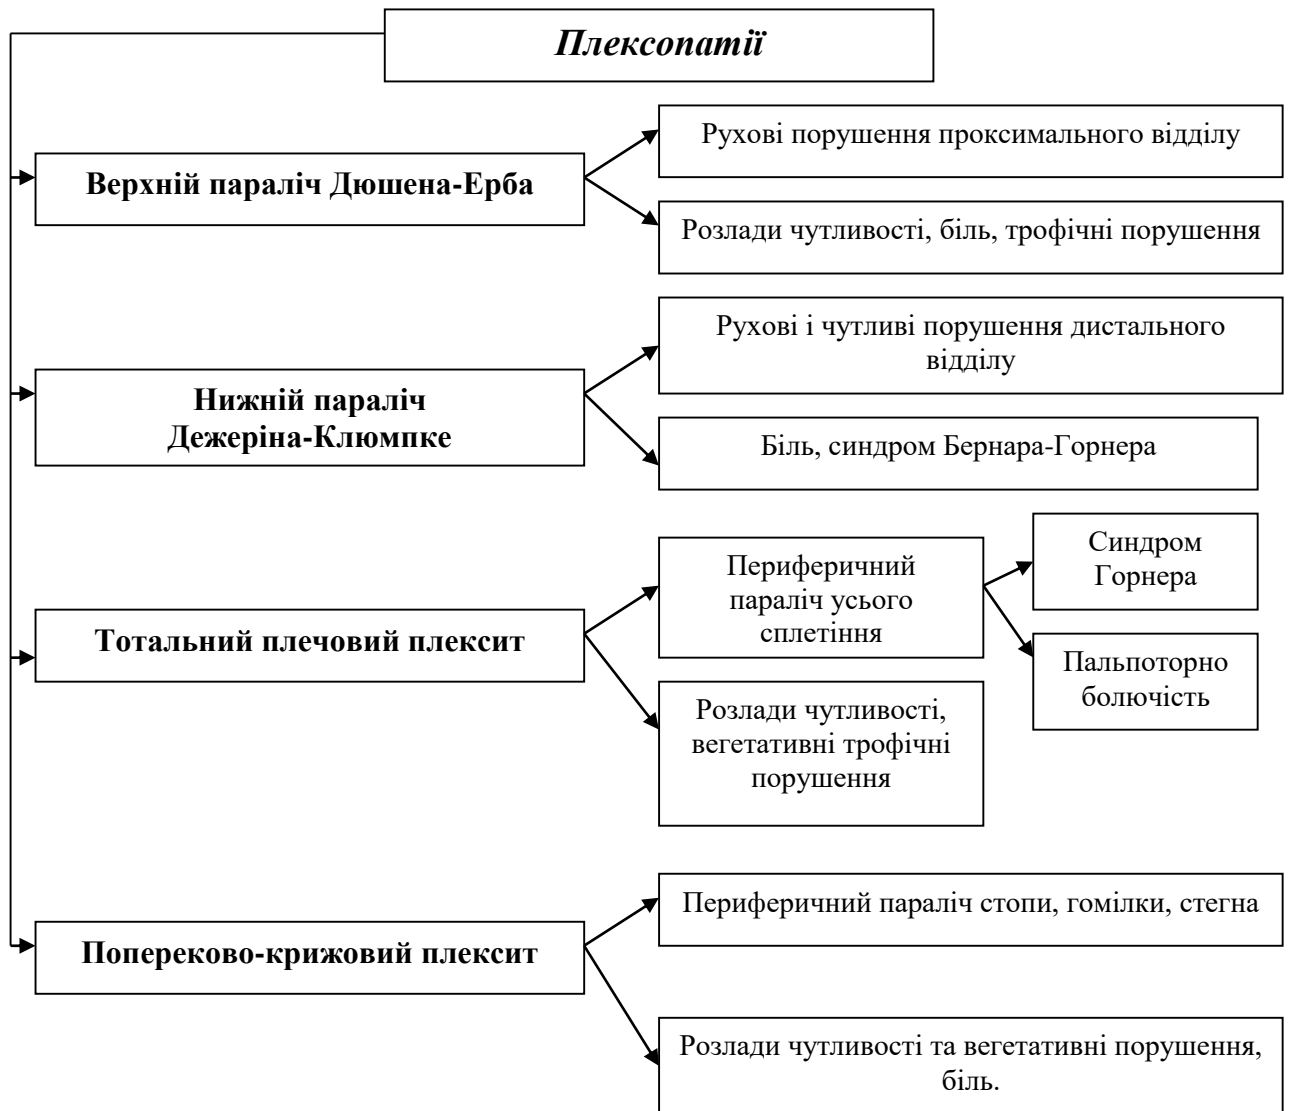 Плексопатії
Рухові порушення проксимального відділу
Верхній параліч Дюшена-Ерба
Розлади чутливості, біль, трофічні порушення
Рухові і чутливі порушення дистального
відділу
Нижній параліч
Дежеріна-Клюмпке
Біль, синдром Бернара-Горнера
Периферичний
параліч усього
сплетіння
Синдром
Горнера
Тотальний плечовий плексит
Пальпоторно
болючість
Розлади чутливості,
вегетативні трофічні
порушення
Периферичний параліч стопи, гомілки, стегна
Попереково-крижовий плексит
Розлади чутливості та вегетативні порушення,
біль.